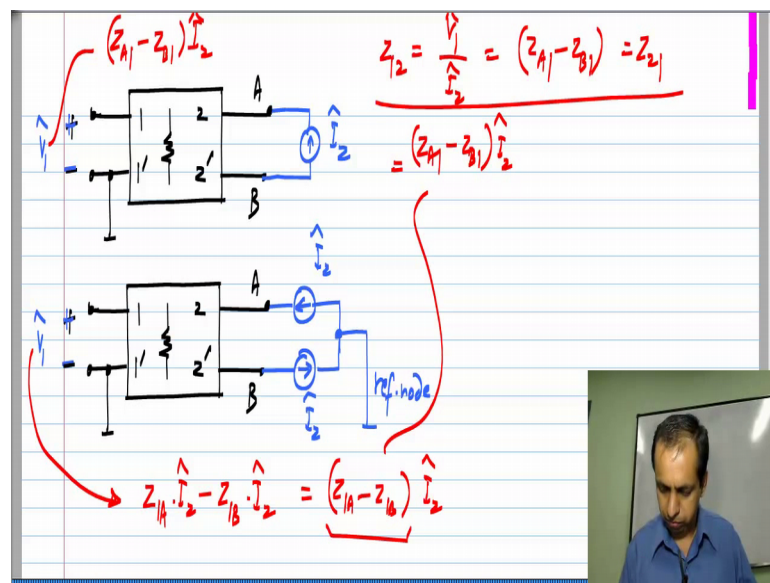 (Z_A1 − Z_B1) Î_2
Z_12 = V̂_1 / Î_2 = (Z_A1 − Z_B1) = Z_21
= (Z_A1 − Z_B1) Î_2
V̂_1 + −
1 2
1' 2'
A
B
Î_2
Î_2
V̂_1 + −
1 2
1' 2'
A
B
Î_2
ref.node
Z_1A · Î_2 − Z_1B · Î_2 = (Z_1A − Z_1B) Î_2